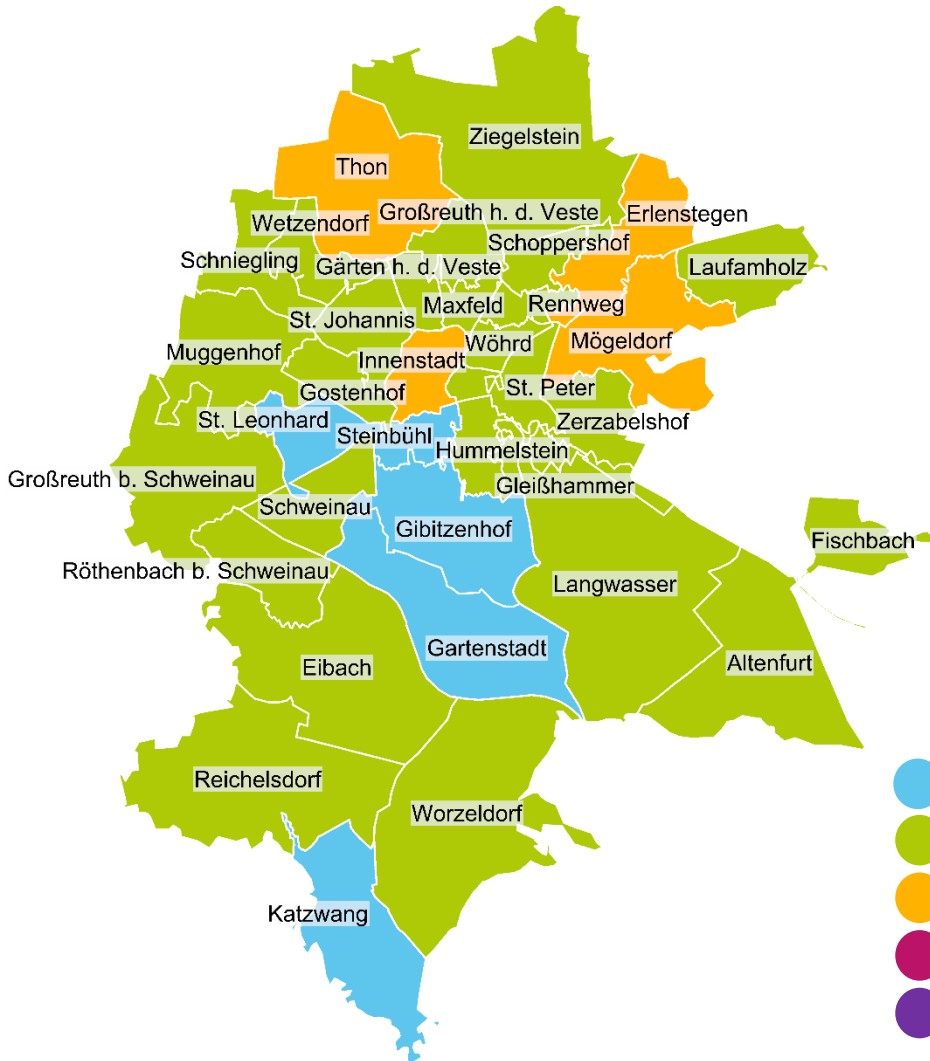 Ziegelstein
Thon
Großreuth h. d. Veste
Erlenstegen
Wetzendorf
Schoppershof
Schniegling
Gärten h. d. Veste
Laufamholz
Maxfeld
Rennweg
St. Johannis
Mögeldorf
Wöhrd
Muggenhof
Innenstadt
St. Peter
Gostenhof
Zerzabelshof
St. Leonhard
Steinbühl
Hummelstein
Großreuth b. Schweinau
Gleißhammer
Schweinau
Gibitzenhof
Fischbach
Röthenbach b. Schweinau
Langwasser
Gartenstadt
Altenfurt
Eibach
Reichelsdorf
Worzeldorf
Katzwang